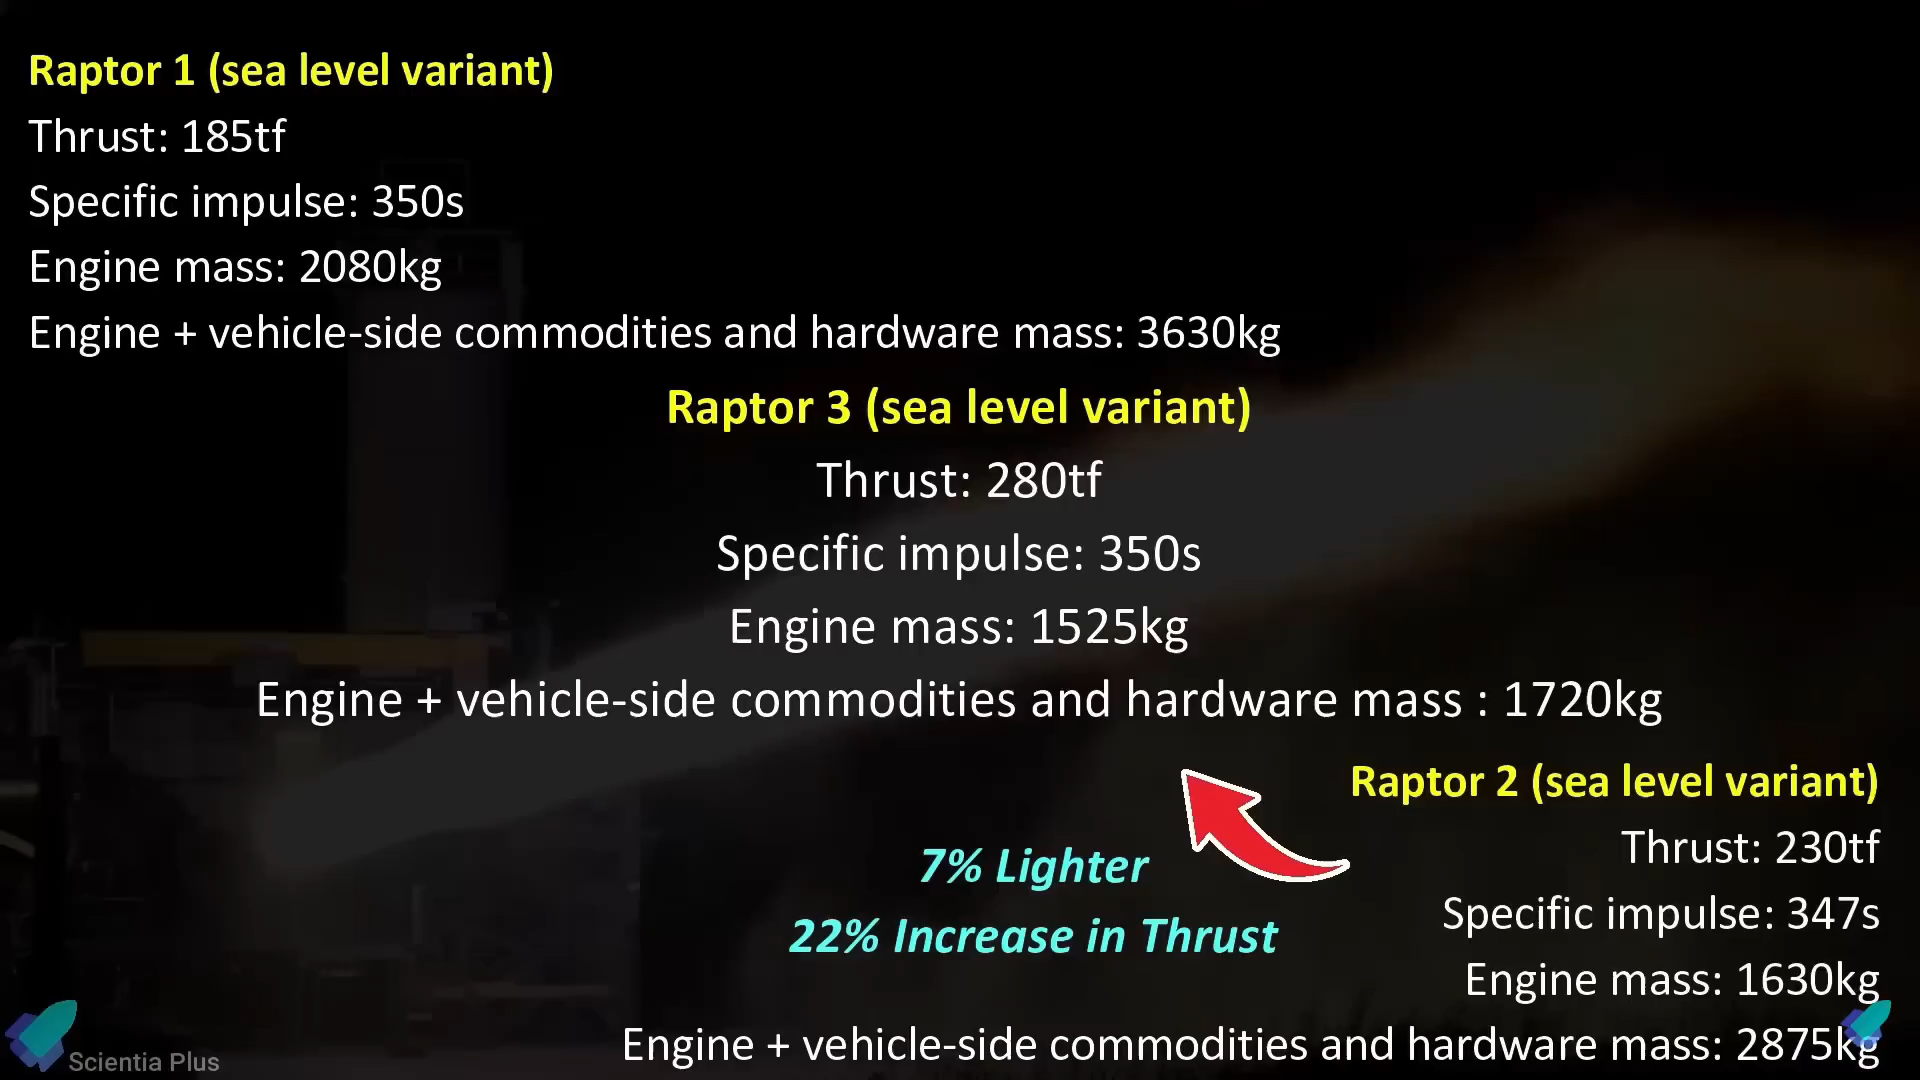 Raptor 1 (sea level variant)
Thrust: 185tf
Specific impulse: 350s
Engine mass: 2080kg
Engine + vehicle-side commodities and hardware mass: 3630kg
Raptor 3 (sea level variant)
Thrust: 280tf
Specific impulse: 350s
Engine mass: 1525kg
Engine + vehicle-side commodities and hardware mass : 1720kg
7% Lighter
22% Increase in Thrust
Raptor 2 (sea level variant)
Thrust: 230tf
Specific impulse: 347s
Engine mass: 1630kg
Engine + vehicle-side commodities and hardware mass: 2875kg
Scientia Plus